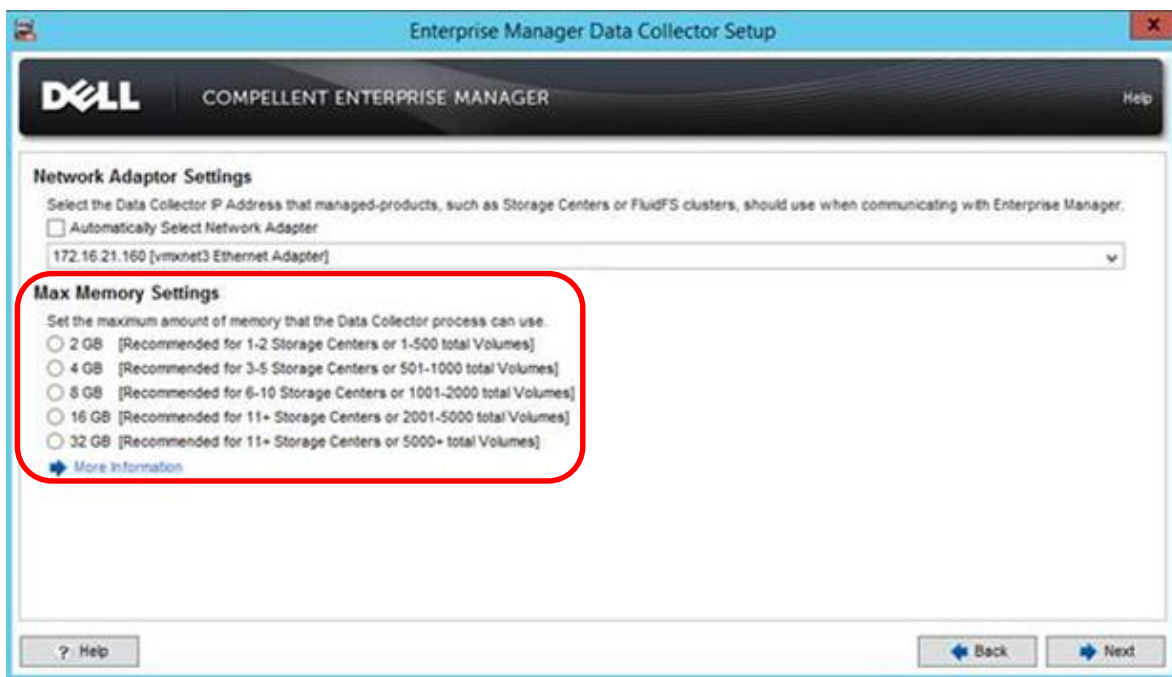 Enterprise Manager Data Collector Setup
DELL COMPELLENT ENTERPRISE MANAGER Help
Network Adaptor Settings
Select the Data Collector IP Address that managed-products, such as Storage Centers or FluidFS clusters, should use when communicating with Enterprise Manager.
Automatically Select Network Adapter
172.16.21.160 [vmxnet3 Ethernet Adapter]
Max Memory Settings
Set the maximum amount of memory that the Data Collector process can use.
2 GB [Recommended for 1-2 Storage Centers or 1-500 total Volumes]
4 GB [Recommended for 3-5 Storage Centers or 501-1000 total Volumes]
8 GB [Recommended for 6-10 Storage Centers or 1001-2000 total Volumes]
16 GB [Recommended for 11+ Storage Centers or 2001-5000 total Volumes]
32 GB [Recommended for 11+ Storage Centers or 5000+ total Volumes]
More Information
? Help Back Next